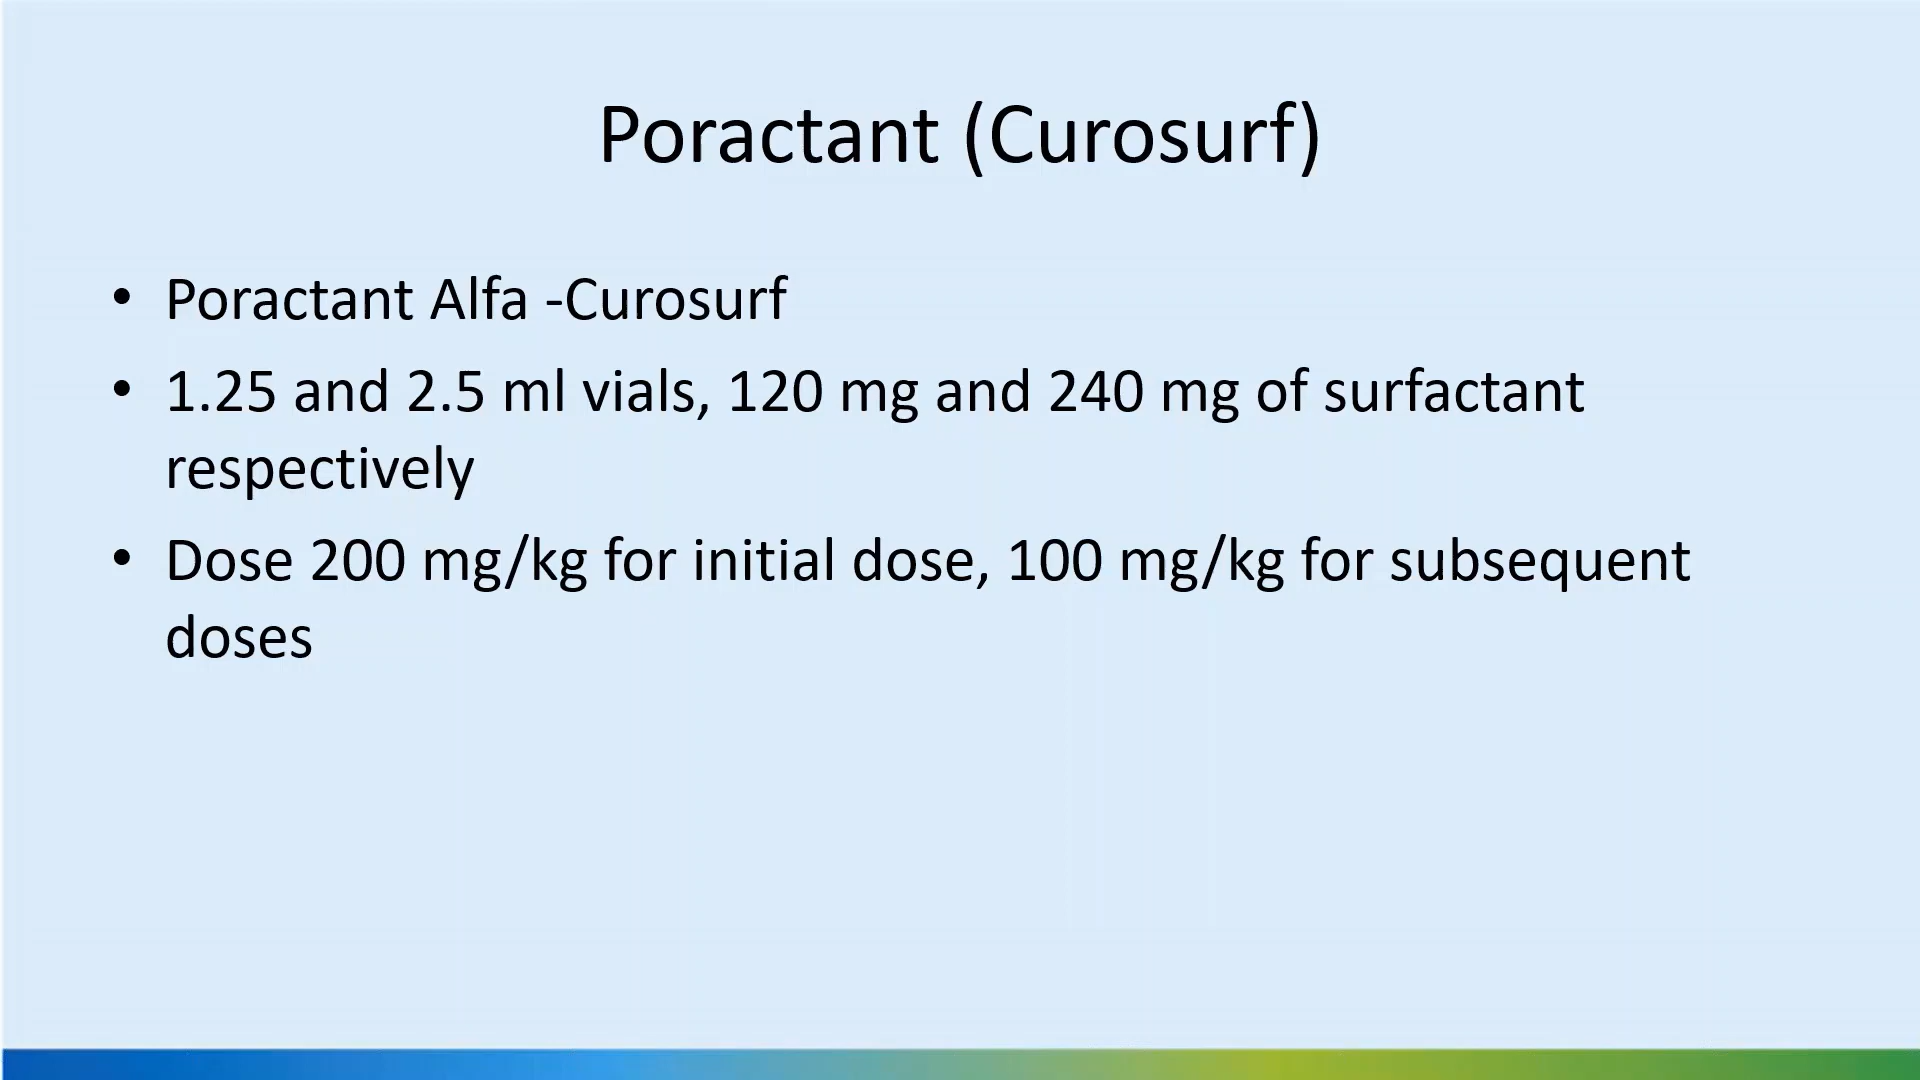 Poractant (Curosurf)
• Poractant Alfa -Curosurf
• 1.25 and 2.5 ml vials, 120 mg and 240 mg of surfactant
respectively
• Dose 200 mg/kg for initial dose, 100 mg/kg for subsequent
doses